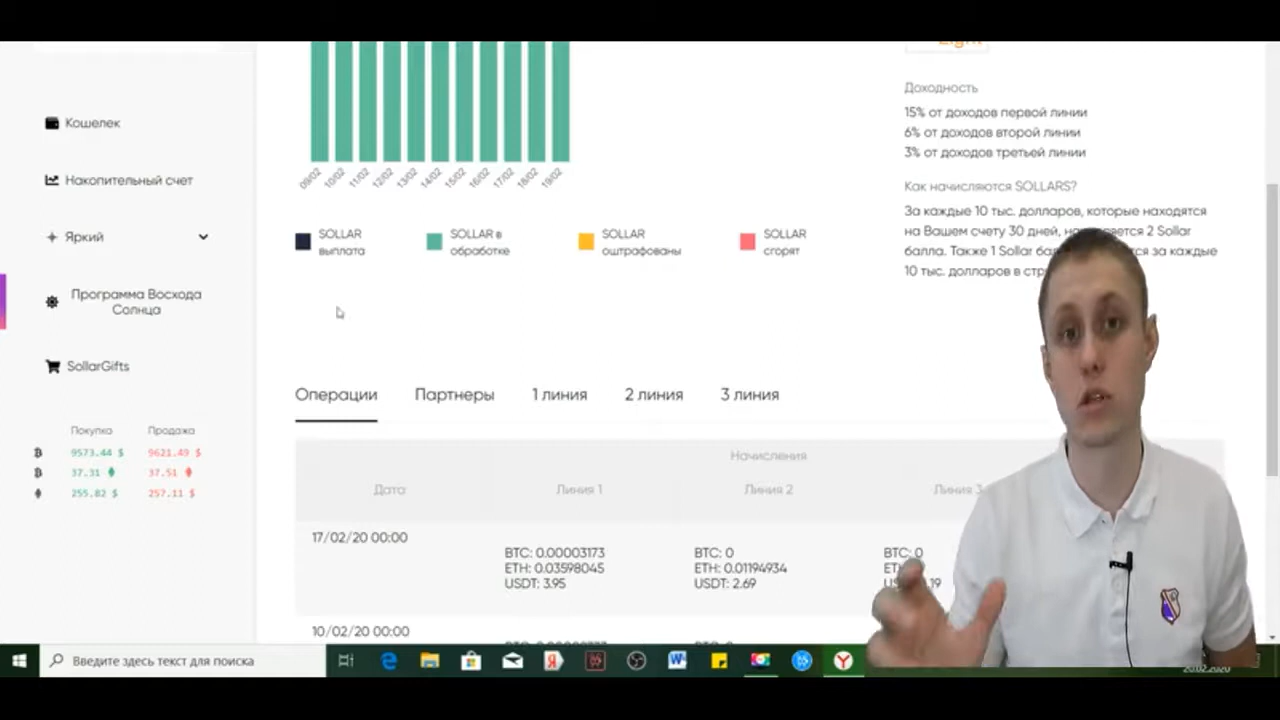 Light
Доходность
15% от доходов первой линии
6% от доходов второй линии
3% от доходов третьей линии
Как начисляются SOLLARS?
За каждые 10 тыс. долларов, которые находятся
на Вашем счету 30 дней, 2 Sollar
балла. Также 1 Sollar за каждые
10 тыс. долларов в
Кошелек
Накопительный счет
Яркий
Программа Восхода
Солнца
SollarGifts
Покупка Продажа
9573.44 $ 9621.49 $
37.31 37.51
255.82 $ 257.11 $
09/02 10/02 11/02 12/02 13/02 14/02 15/02 16/02 17/02 18/02 19/02
SOLLAR
выплата
SOLLAR в
обработке
SOLLAR
оштрафованы
SOLLAR
сгорят
Операции Партнеры 1 линия 2 линия 3 линия
Начисления
Дата Линия 1 Линия 2 Линия 3
17/02/20 00:00
BTC: 0.00003173
ETH: 0.03598045
USDT: 3.95
BTC: 0
ETH: 0.01194934
USDT: 2.69
BTC: 0
10/02/20 00:00
Введите здесь текст для поиска
20.02.2020